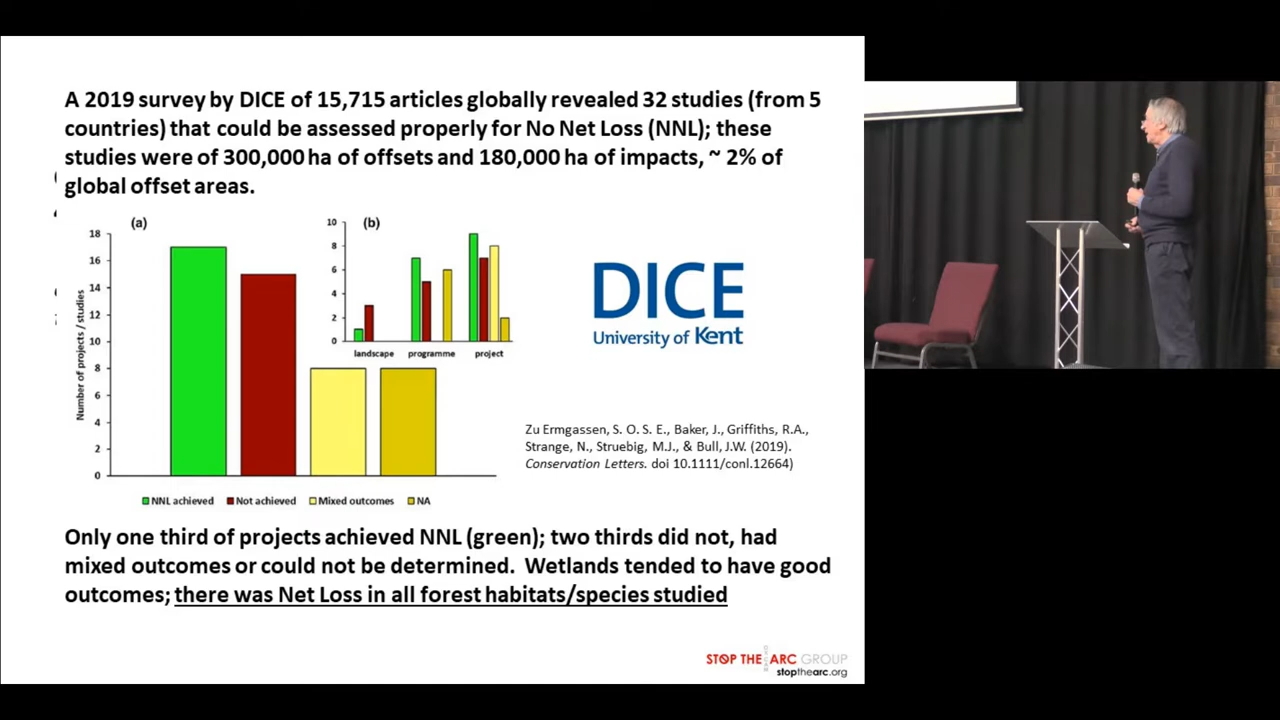 A 2019 survey by DICE of 15,715 articles globally revealed 32 studies (from 5
countries) that could be assessed properly for No Net Loss (NNL); these
studies were of 300,000 ha of offsets and 180,000 ha of impacts, ~ 2% of
global offset areas.
(a)
18
16
14
12
10
8
6
4
2
0
Number of projects / studies
(b)
10
8
6
4
2
0
landscape programme project
NNL achieved Not achieved Mixed outcomes NA
DICE
University of Kent
Zu Ermgassen, S. O. S. E., Baker, J., Griffiths, R.A.,
Strange, N., Struebig, M.J., & Bull, J.W. (2019).
Conservation Letters. doi 10.1111/conl.12664)
Only one third of projects achieved NNL (green); two thirds did not, had
mixed outcomes or could not be determined. Wetlands tended to have good
outcomes; there was Net Loss in all forest habitats/species studied
STOP THE ARC GROUP
stopthearc.org